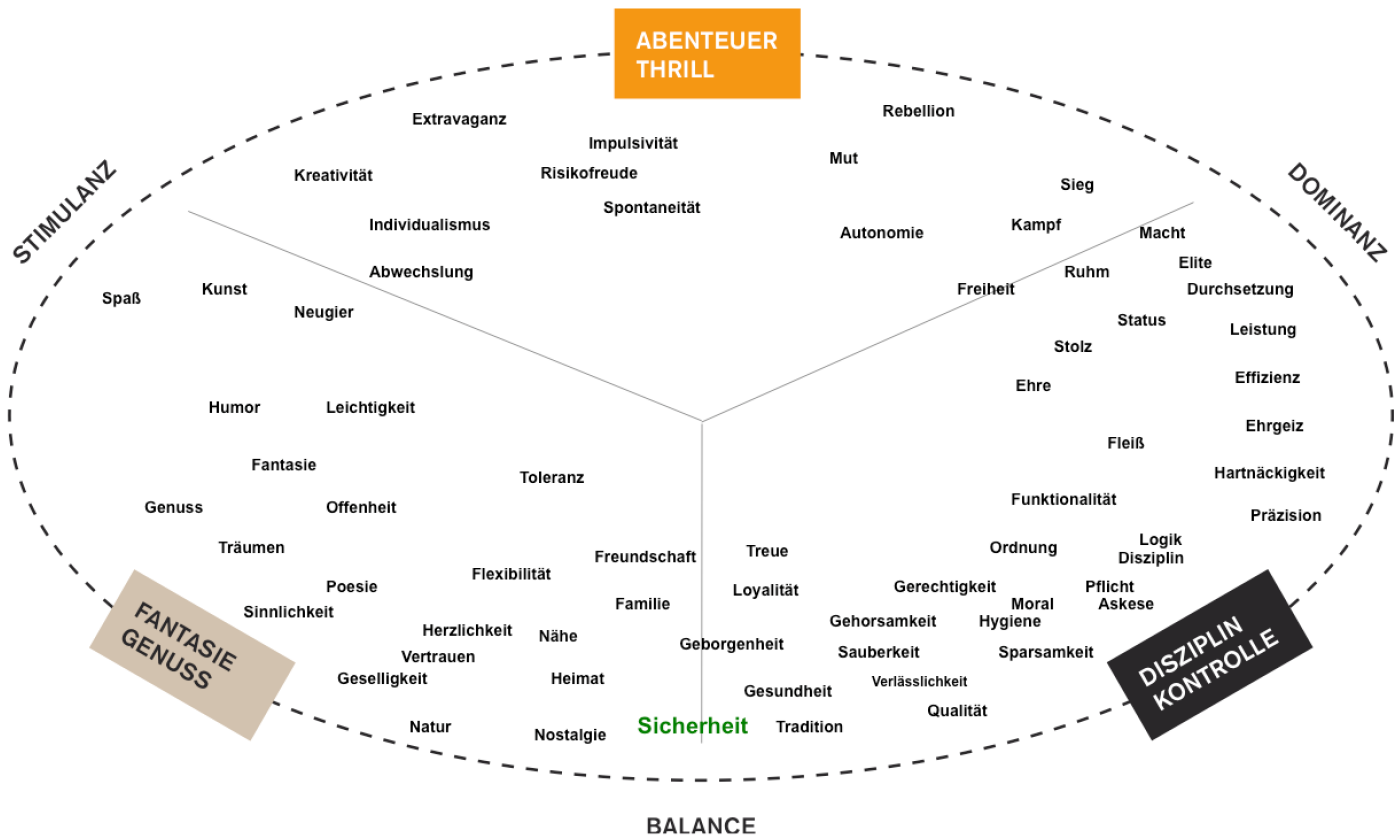 ABENTEUER
THRILL
Rebellion
Extravaganz
Impulsivität
Mut
Risikofreude
Kreativität
Sieg
STIMULANZ
DOMINANZ
Spontaneität
Individualismus
Kampf
Autonomie
Macht
Elite
Abwechslung
Ruhm
Kunst
Freiheit
Durchsetzung
Spaß
Neugier
Status
Leistung
Stolz
Effizienz
Ehre
Humor
Leichtigkeit
Ehrgeiz
Fleiß
Fantasie
Hartnäckigkeit
Toleranz
Funktionalität
Genuss
Offenheit
Präzision
Logik
Träumen
Ordnung
Treue
Freundschaft
Disziplin
Flexibilität
Poesie
Gerechtigkeit
Pflicht
Loyalität
Familie
Moral
Askese
Sinnlichkeit
Gehorsamkeit
Hygiene
Herzlichkeit
Nähe
Geborgenheit
FANTASIE
GENUSS
Sauberkeit
Sparsamkeit
DISZIPLIN
KONTROLLE
Vertrauen
Geselligkeit
Heimat
Verlässlichkeit
Gesundheit
Qualität
Natur
Sicherheit
Tradition
Nostalgie
BALANCE